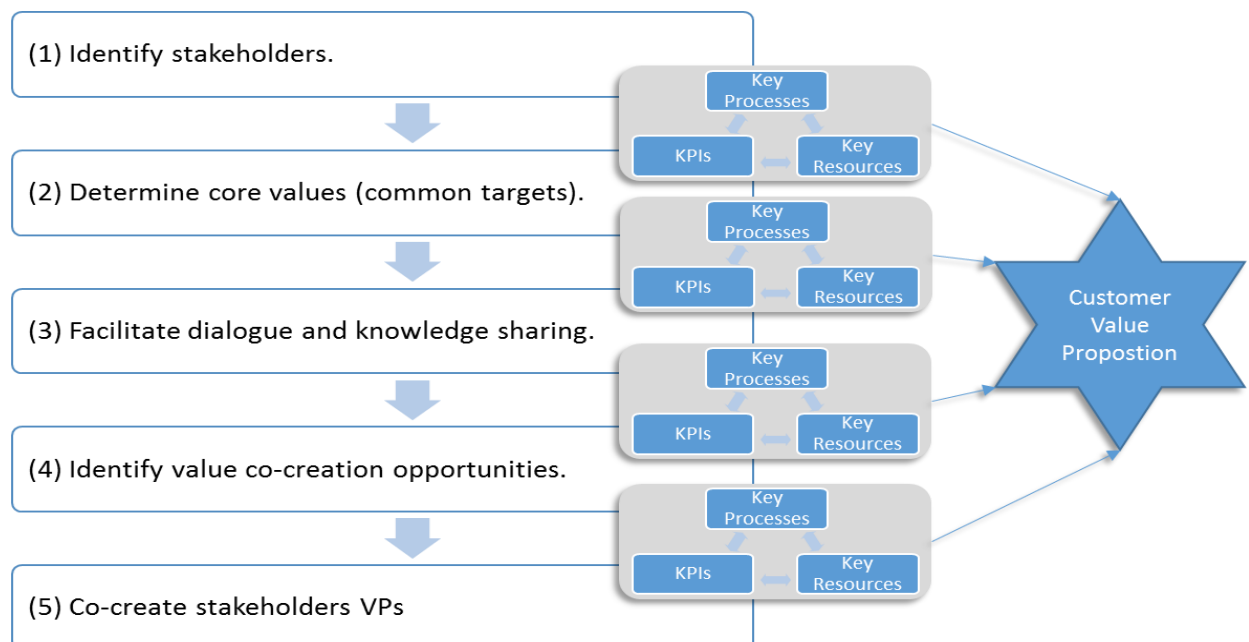 (1) Identify stakeholders.
Key
Processes
KPIs
Key
Resources
(2) Determine core values (common targets).
Key
Processes
KPIs
Key
Resources
(3) Facilitate dialogue and knowledge sharing.
Key
Processes
KPIs
Key
Resources
(4) Identify value co-creation opportunities.
Key
Processes
KPIs
Key
Resources
(5) Co-create stakeholders VPs
Customer
Value
Propostion